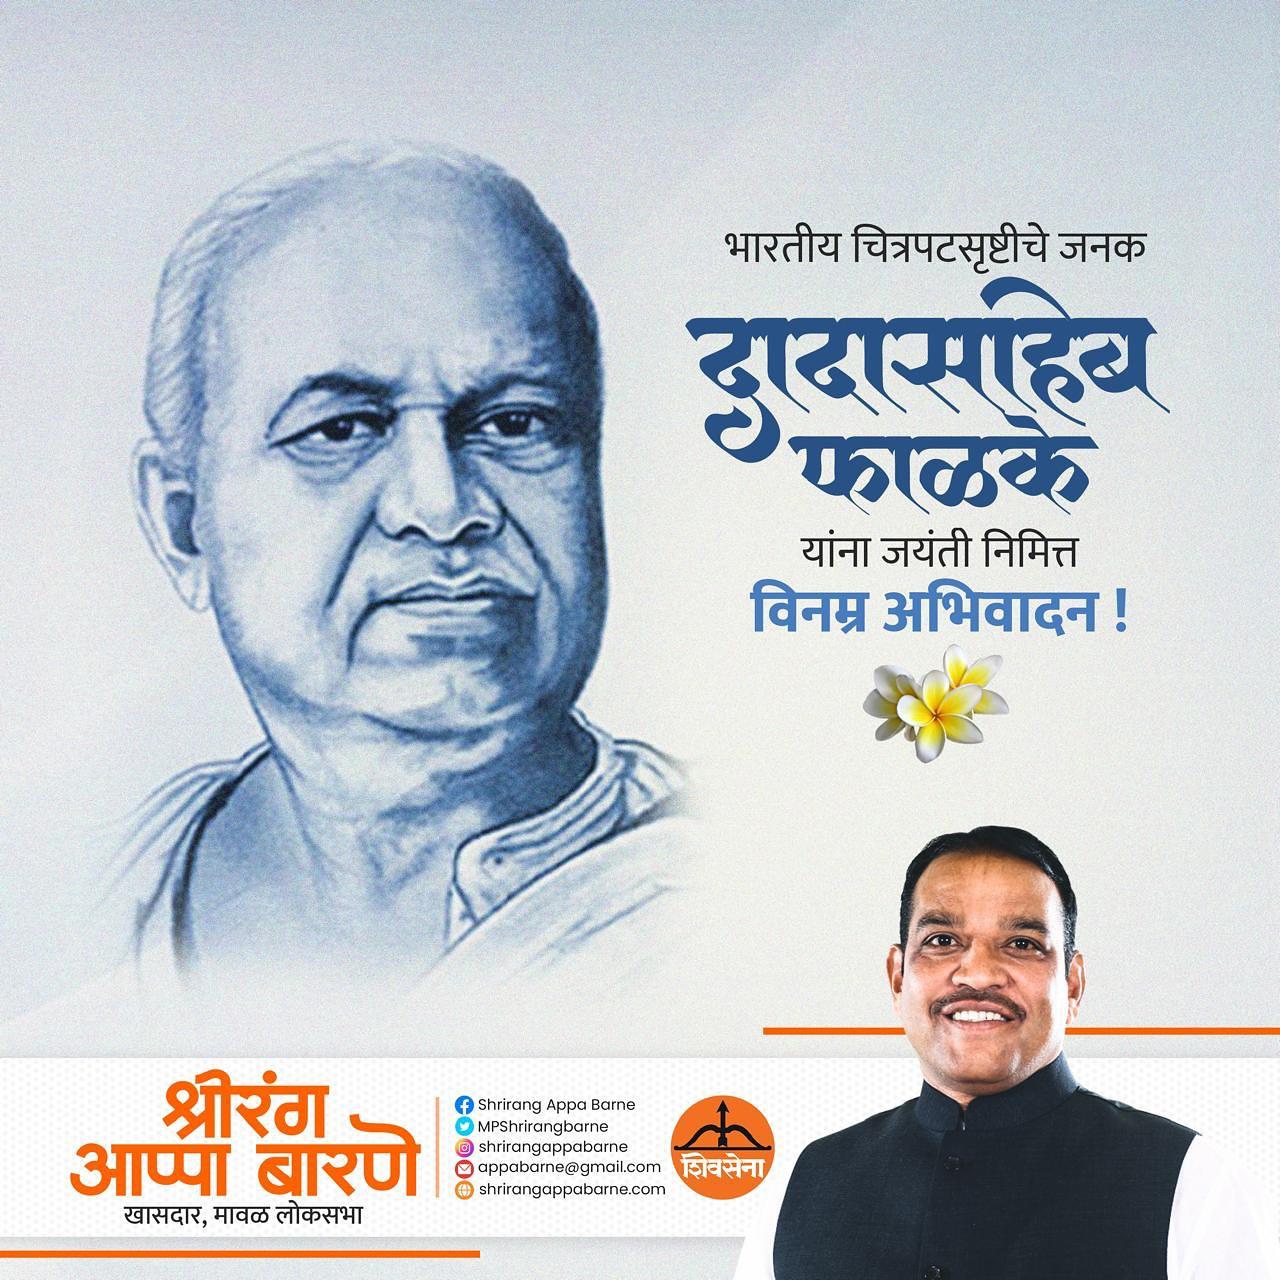 भारतीय चित्रपटसृष्टीचे जनक
दादासाहेब
फाळके
यांना जयंती निमित्त
विनम्र अभिवादन !
श्रीरंग
आप्पा बारणे
खासदार, मावळ लोकसभा
Shrirang Appa Barne
MPShrirangbarne
shrirangappabarne
appabarne@gmail.com
shrirangappabarne.com
शिवसेना